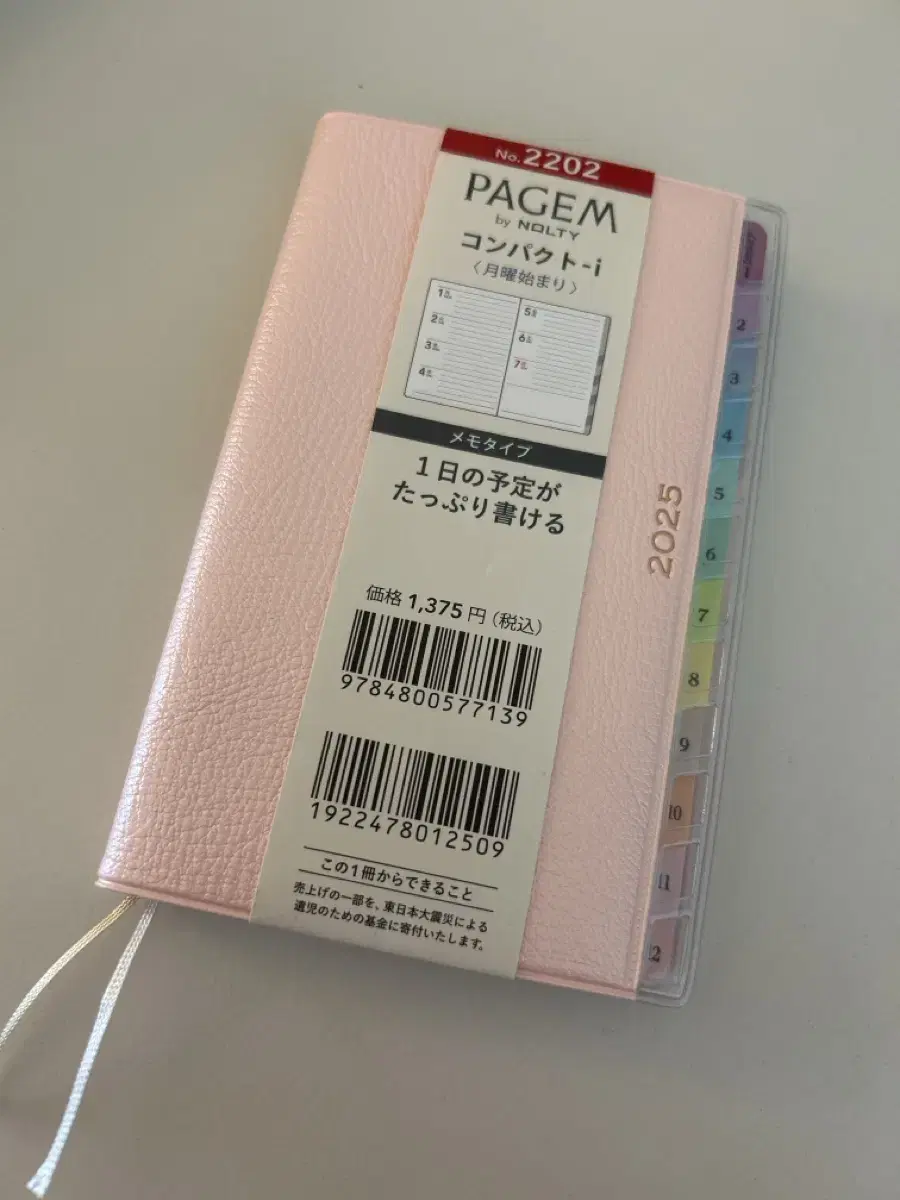 No. 2202
PAGEM
by NOLTY
コンパクト-i
〈月曜始まり〉
1
2
3
4
5
6
7
メモタイプ
1日の予定が
たっぷり書ける
価格 1,375 円 (税込)
9784800577139
1922478012509
この1冊からできること
売上げの一部を、東日本大震災による
遺児のための基金に寄付いたします。
2025
2
3
4
5
6
7
8
9
10
11
12